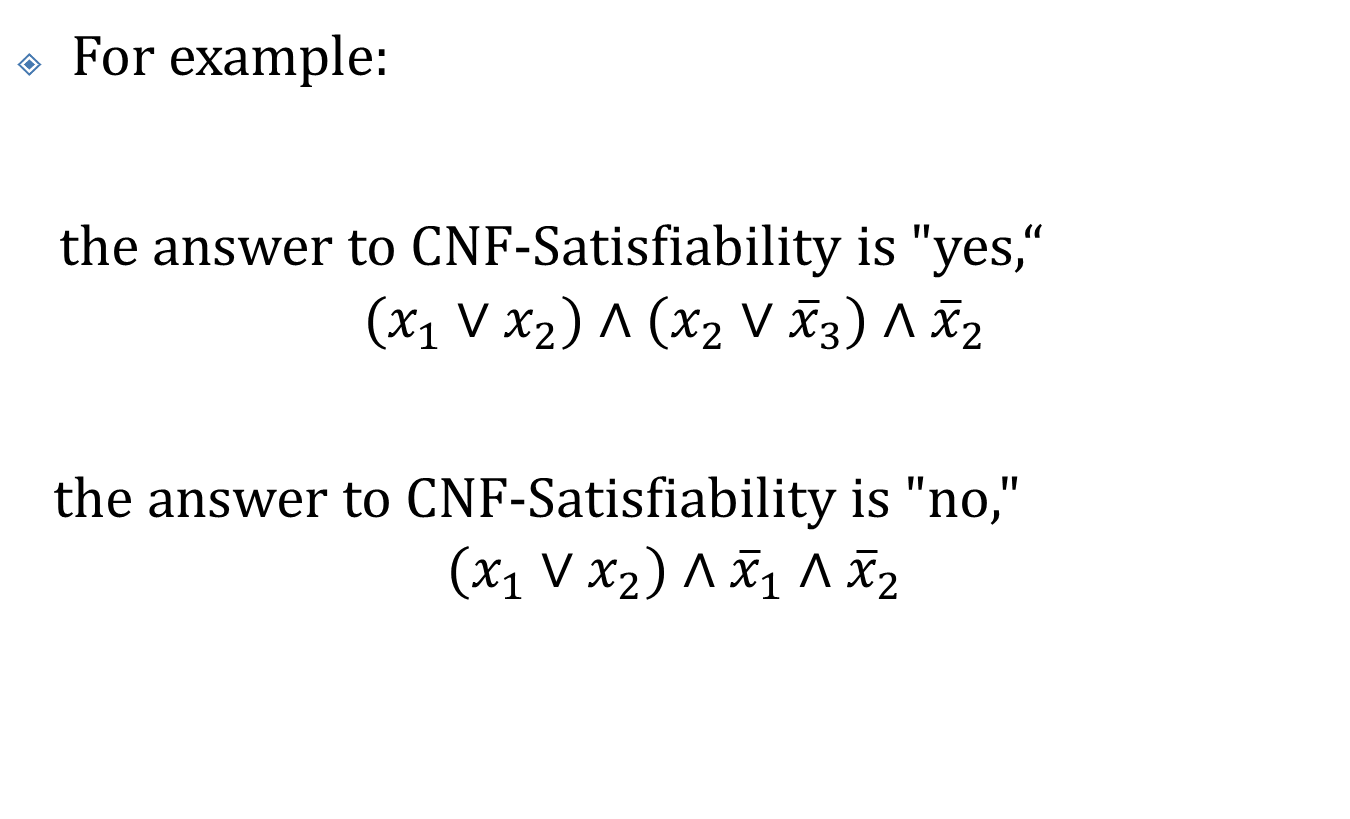 For example:
the answer to CNF-Satisfiability is "yes,“
(x₁ ∨ x₂) ∧ (x₂ ∨ x̄₃) ∧ x̄₂
the answer to CNF-Satisfiability is "no,"
(x₁ ∨ x₂) ∧ x̄₁ ∧ x̄₂